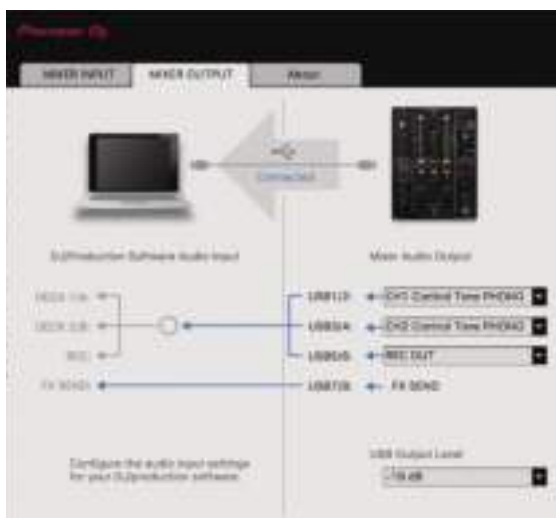 Pioneer Dj
MIXER INPUT
MIXER OUTPUT
About
Connected
DJ/Production Software Audio Input
Mixer Audio Output
DECK 1/A
DECK 2/B
REC
FX SEND
USB1/2
USB3/4
USB5/6
USB7/8
CH1 Control Tone PHONO
CH2 Control Tone PHONO
REC OUT
FX SEND
Configure the audio input settings
for your DJ/production software.
USB Output Level